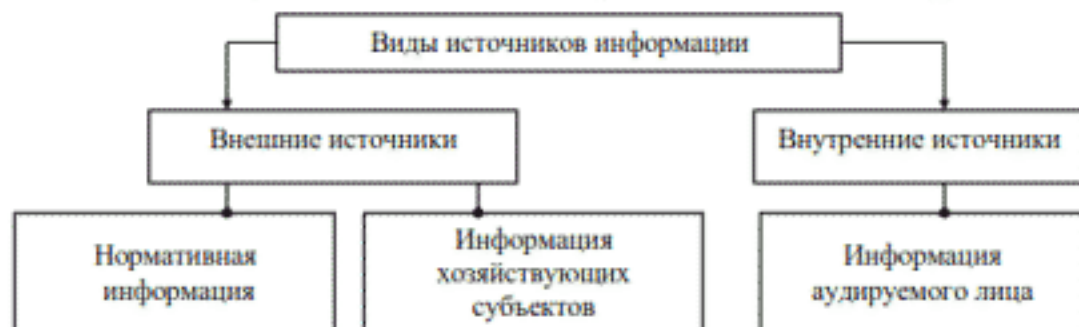 Виды источников информации
Внешние источники
Внутренние источники
Нормативная
информация
Информация
хозяйствующих
субъектов
Информация
аудируемого лица